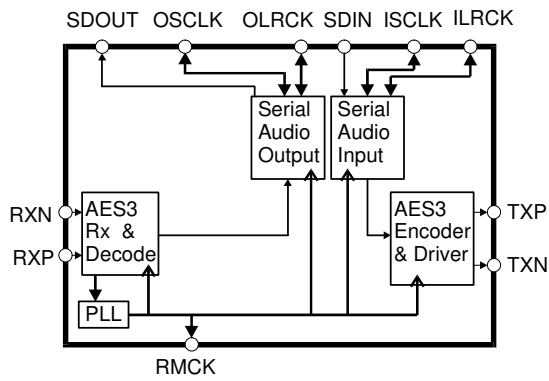 SDOUT OSCLK OLRCK SDIN ISCLK ILRCK
Serial
Audio
Output
Serial
Audio
Input
RXN
RXP
AES3
Rx &
Decode
AES3
Encoder
& Driver
TXP
TXN
PLL
RMCK